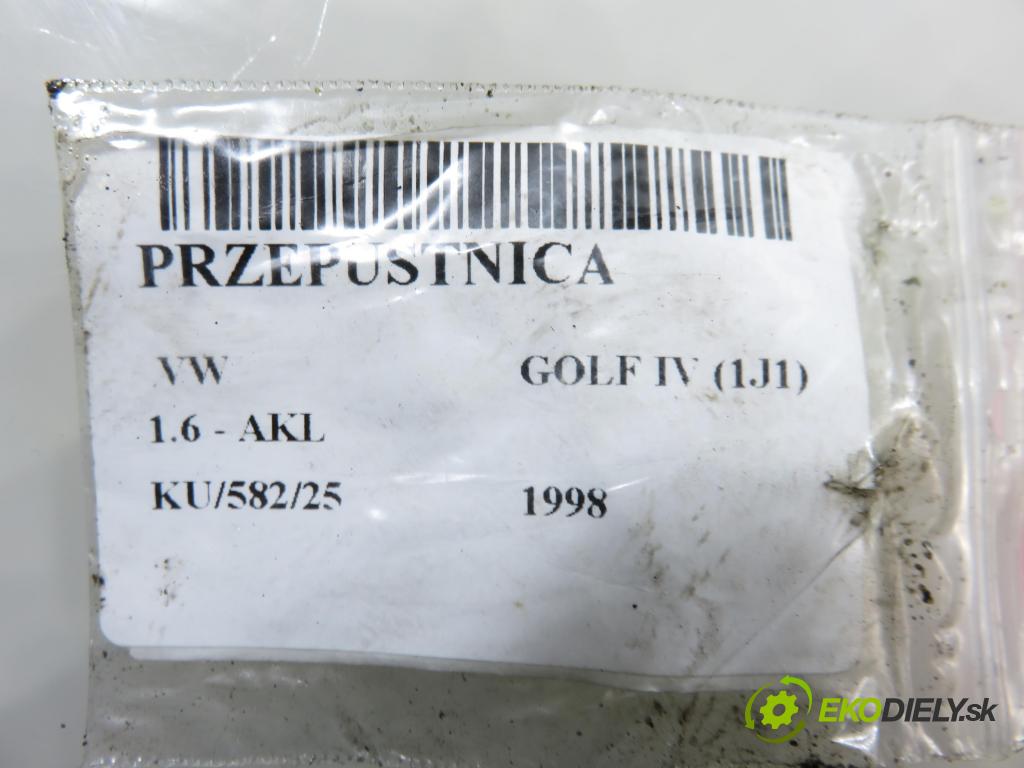 PRZEPUSTNICA
VW GOLF IV (1J1)
1.6 - AKL
KU/582/25 1998
EKODIELY.sk